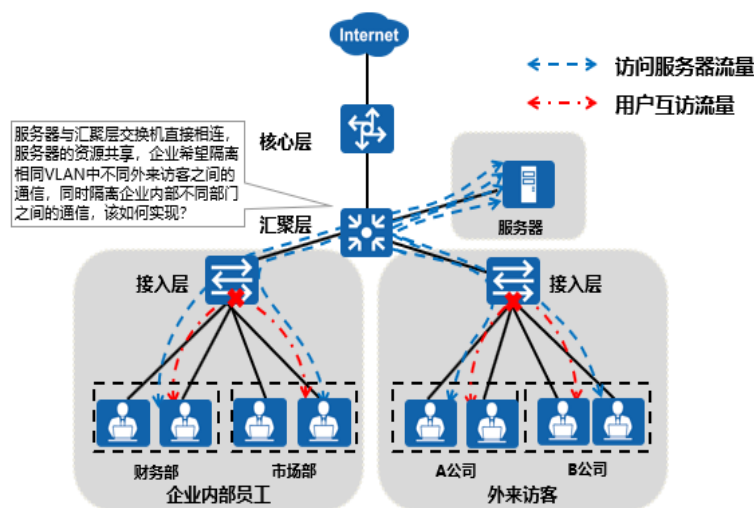 Internet
访问服务器流量
用户互访流量
服务器与汇聚层交换机直接相连，
服务器的资源共享，企业希望隔离
相同VLAN中不同外来访客之间的
通信，同时隔离企业内部不同部门
之间的通信，该如何实现？
核心层
汇聚层
服务器
接入层
接入层
财务部
市场部
A公司
B公司
企业内部员工
外来访客